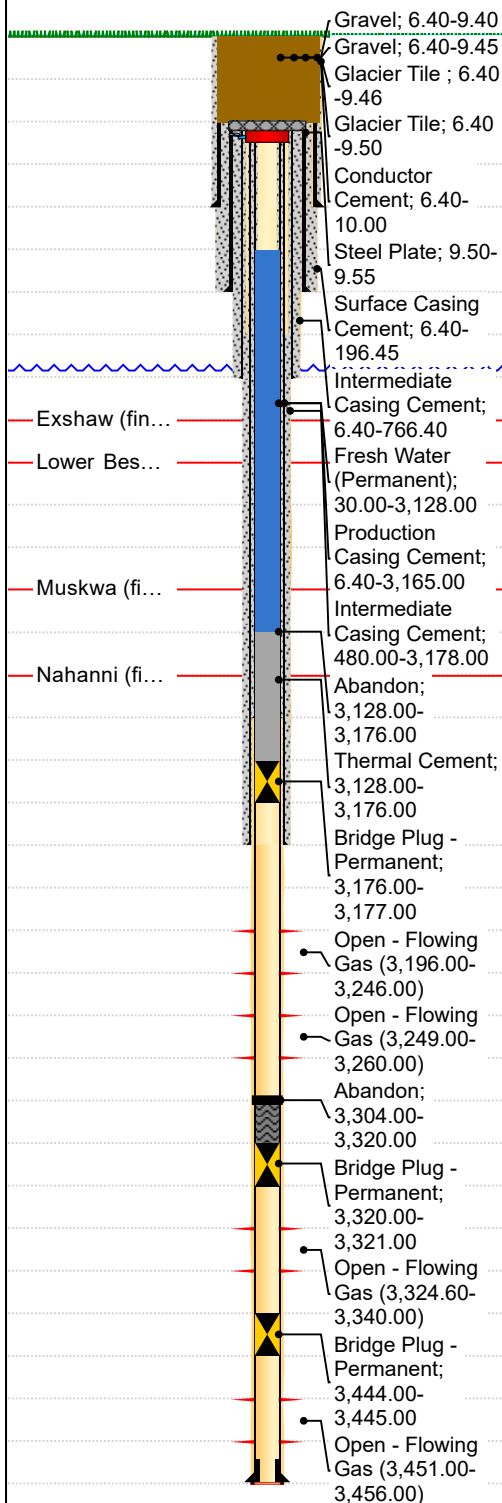 Gravel; 6.40-9.40
Gravel; 6.40-9.45
Glacier Tile ; 6.40
-9.46
Glacier Tile; 6.40
-9.50
Conductor
Cement; 6.40-
10.00
Steel Plate; 9.50-
9.55
Surface Casing
Cement; 6.40-
196.45
Intermediate
Casing Cement;
6.40-766.40
Fresh Water
(Permanent);
30.00-3,128.00
Production
Casing Cement;
6.40-3,165.00
Intermediate
Casing Cement;
480.00-3,178.00
Abandon;
3,128.00-
3,176.00
Thermal Cement;
3,128.00-
3,176.00
Bridge Plug -
Permanent;
3,176.00-
3,177.00
Open - Flowing
Gas (3,196.00-
3,246.00)
Open - Flowing
Gas (3,249.00-
3,260.00)
Abandon;
3,304.00-
3,320.00
Bridge Plug -
Permanent;
3,320.00-
3,321.00
Open - Flowing
Gas (3,324.60-
3,340.00)
Bridge Plug -
Permanent;
3,444.00-
3,445.00
Open - Flowing
Gas (3,451.00-
3,456.00)
Exshaw (fin...
Lower Bes...
Muskwa (fi...
Nahanni (fi...